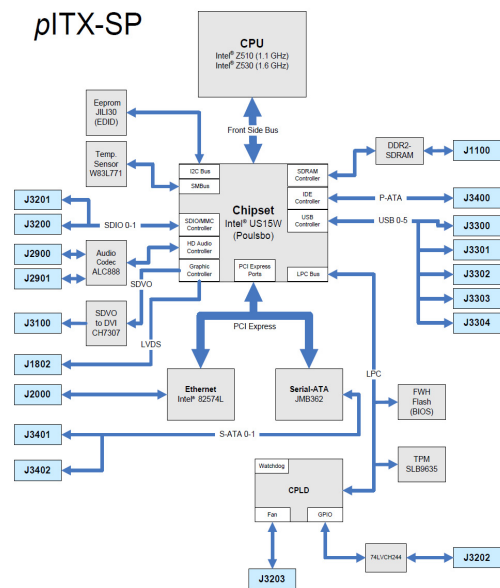 pITX-SP
CPU
Intel® Z510 (1.1 GHz)
Intel® Z530 (1.6 GHz)
Eeprom
JILI30
(EDID)
Front Side Bus
DDR2-
SDRAM
J1100
Temp.
Sensor
W83L771
I2C Bus
SMBus
SDRAM
Controller
IDE
Controller
P-ATA
J3400
J3201
J3200
SDIO 0-1
SDIO/MMC
Controller
Chipset
Intel® US15W
(Poulsbo)
USB
Controller
USB 0-5
J3300
J2900
J2901
Audio
Codec
ALC888
HD Audio
Controller
J3301
Graphic
Controller
PCI Express
Ports
LPC Bus
J3302
SDVO
J3303
J3100
SDVO
to DVI
CH7307
J3304
PCI Express
LVDS
J1802
LPC
J2000
Ethernet
Intel® 82574L
Serial-ATA
JMB362
FWH
Flash
(BIOS)
J3401
S-ATA 0-1
J3402
TPM
SLB9635
Watchdog
CPLD
Fan
GPIO
74LVCH244
J3202
J3203